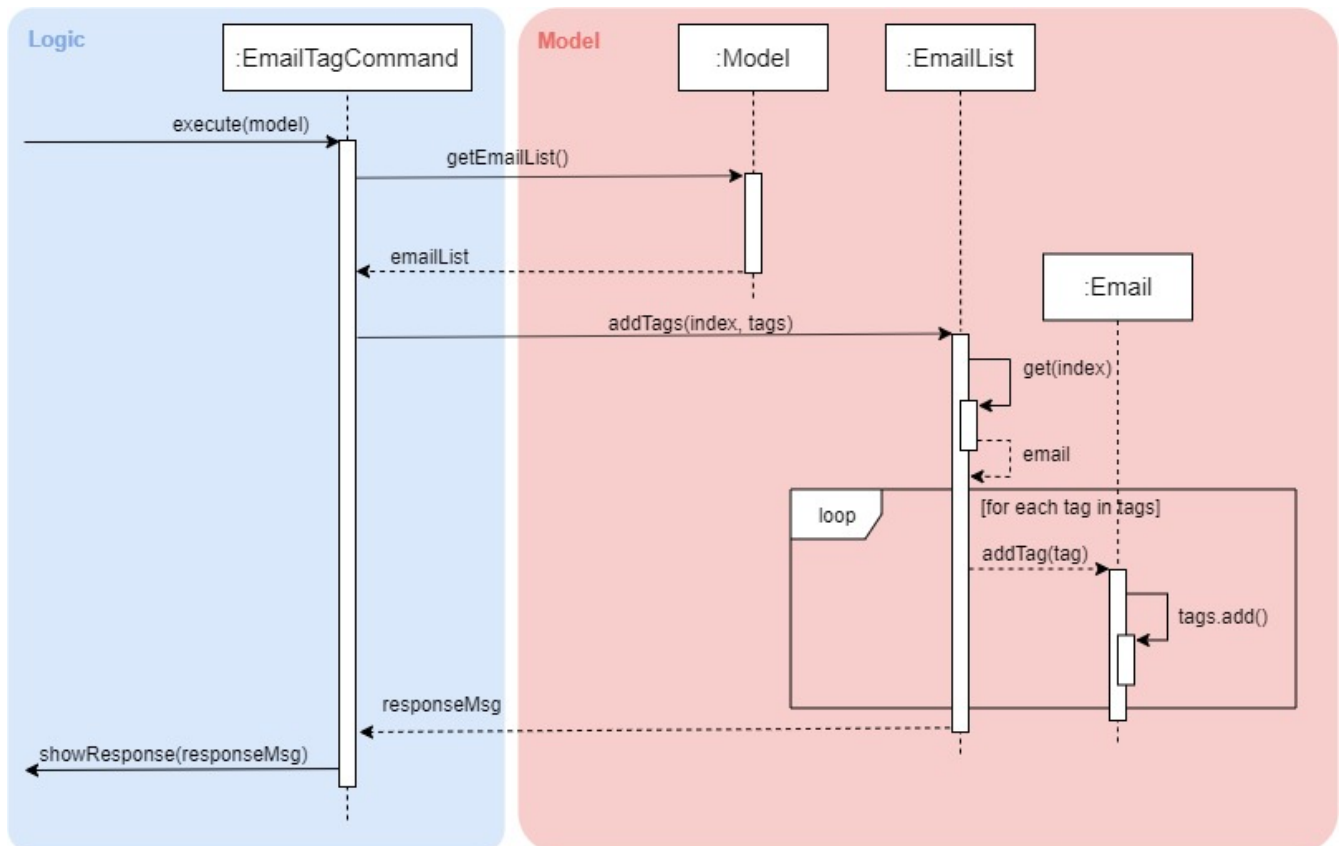 Logic
Model
:EmailTagCommand
:Model
:EmailList
execute(model)
getEmailList()
emailList
:Email
addTags(index, tags)
get(index)
email
loop
[for each tag in tags]
addTag(tag)
tags.add()
responseMsg
showResponse(responseMsg)